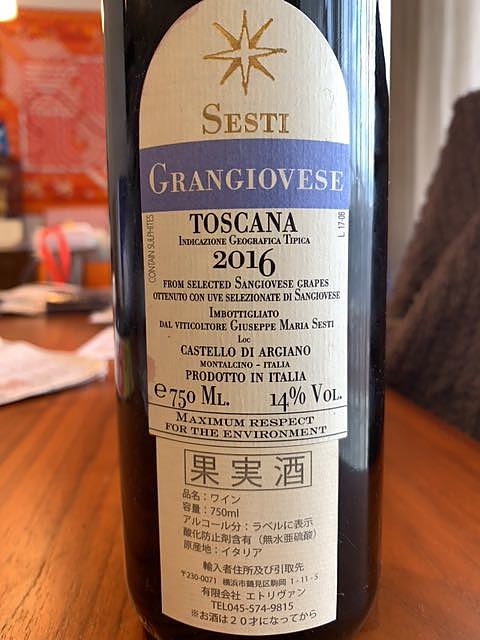 SESTI
GRANGIOVESE
TOSCANA
INDICAZIONE GEOGRAFICA TIPICA
2016
FROM SELECTED SANGIOVESE GRAPES
OTTENUTO CON UVE SELEZIONATE DI SANGIOVESE
IMBOTTIGLIATO
DAL VITICOLTORE GIUSEPPE MARIA SESTI
LOC
CASTELLO DI ARGIANO
MONTALCINO - ITALIA
PRODOTTO IN ITALIA
e 750 ML. 14% VOL.
MAXIMUM RESPECT
FOR THE ENVIRONMENT
CONTAIN SULPHITES
L. 17-08
果実酒
品名：ワイン
容量：750ml
アルコール分：ラベルに表示
酸化防止剤含有（無水亜硫酸）
原産地：イタリア
輸入者住所及び引取先
〒230-0071 横浜市鶴見区駒岡 1-11-5
有限会社 エトリヴァン
TEL045-574-9815
※お酒は２０才になってから